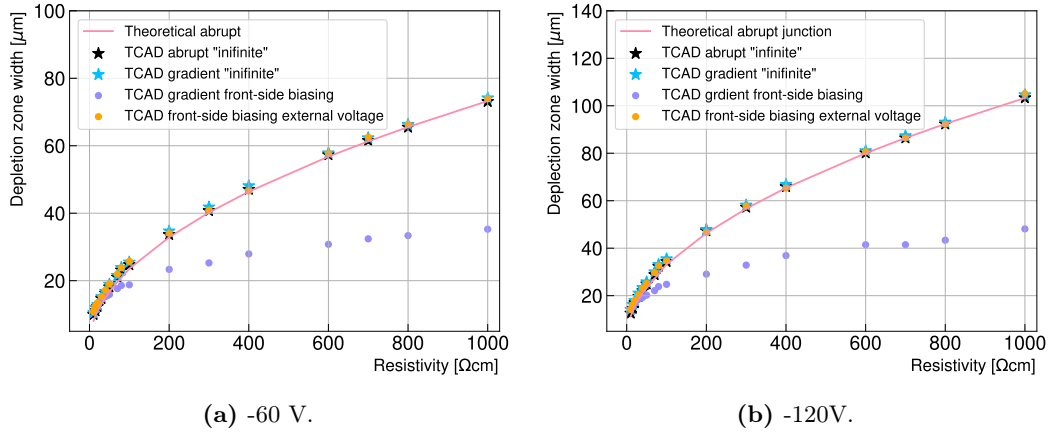 Depletion zone width [μm]
100
80
60
40
20
Theoretical abrupt
TCAD abrupt "inifinite"
TCAD gradient "inifinite"
TCAD gradient front-side biasing
TCAD front-side biasing external voltage
0 200 400 600 800 1000
Resistivity [Ωcm]
(a) -60 V.
Deplection zone width [μm]
140
120
100
80
60
40
20
Theoretical abrupt junction
TCAD abrupt "infinite"
TCAD gradient "inifinite"
TCAD grdient front-side biasing
TCAD front-side biasing external voltage
0 200 400 600 800 1000
Resistivity [Ωcm]
(b) -120V.